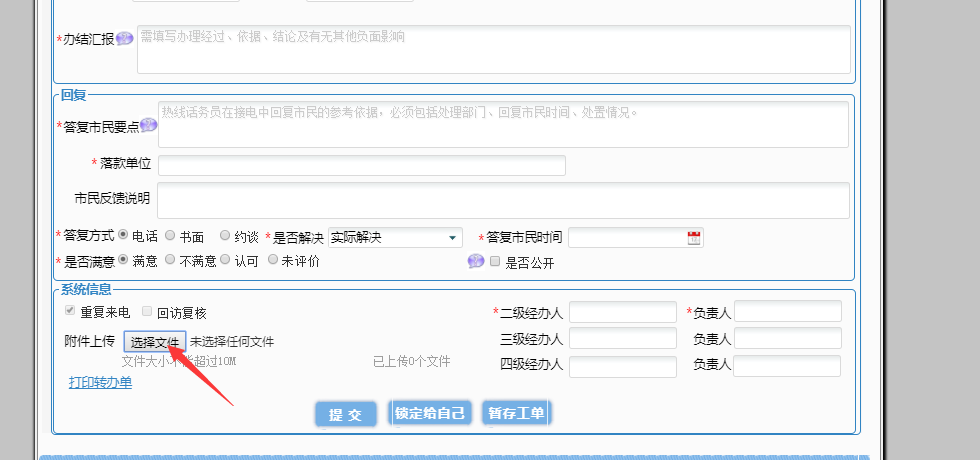 *办结汇报 需填写办理经过、依据、结论及有无其他负面影响
回复
*答复市民要点 热线话务员在接电中回复市民的参考依据，必须包括处理部门、回复市民时间、处置情况。
*落款单位
市民反馈说明
*答复方式 电话 书面 约谈 *是否解决 实际解决 *答复市民时间
*是否满意 满意 不满意 认可 未评价 是否公开
系统信息
重复来电 回访复核 *二级经办人 *负责人
附件上传 选择文件 未选择任何文件 三级经办人 负责人
文件大小不能超过10M 已上传0个文件 四级经办人 负责人
打印转办单
提 交 锁定给自己 暂存工单